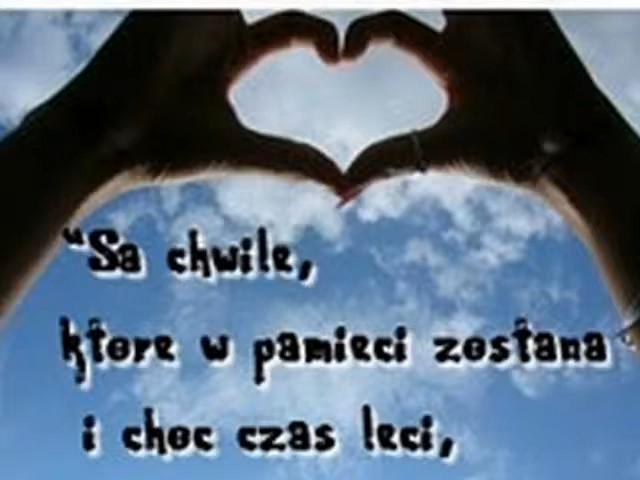 "Sa chwile,
ktore w pamieci zostana
i choc czas leci,